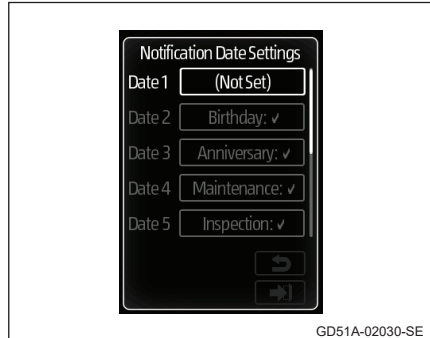 Notification Date Settings
Date 1 (Not Set)
Date 2 Birthday: ✓
Date 3 Anniversary: ✓
Date 4 Maintenance: ✓
Date 5 Inspection: ✓
GD51A-02030-SE